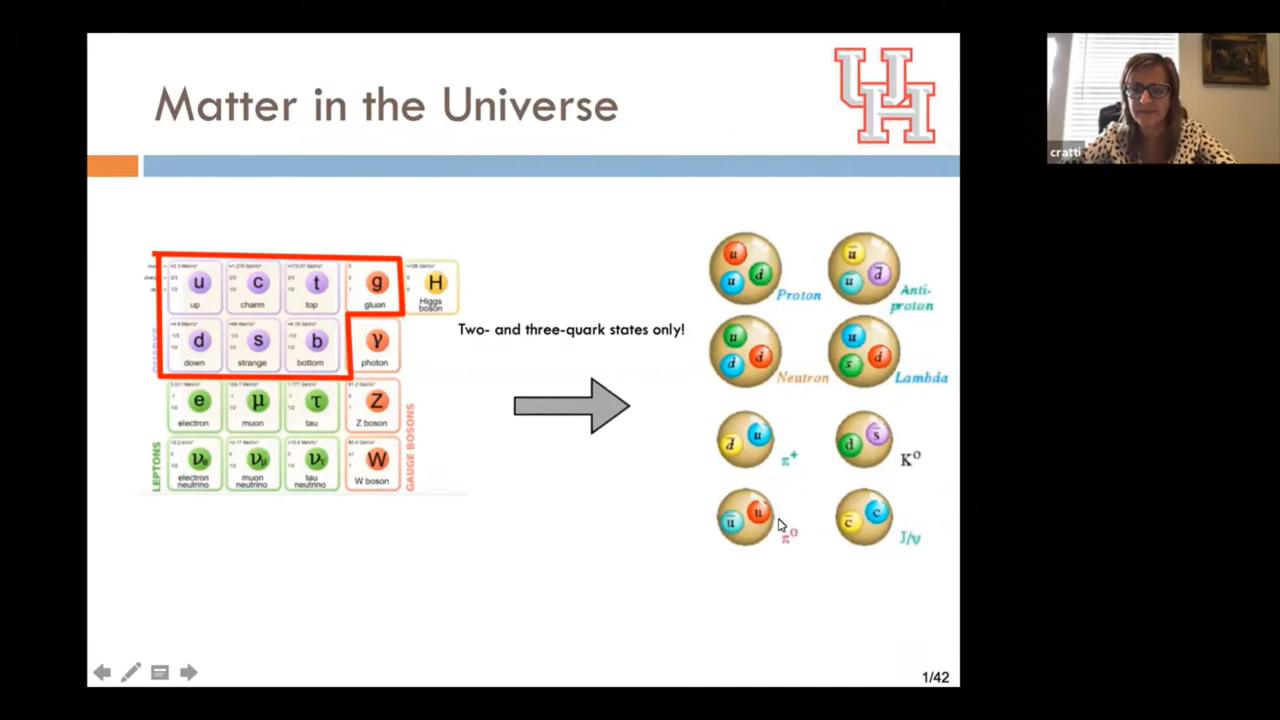 UH
Matter in the Universe
cratti
u
up
c
charm
t
top
g
gluon
H
Higgs
boson
d
down
s
strange
b
bottom
γ
photon
e
electron
μ
muon
τ
tau
Z
Z boson
νe
electron
neutrino
νμ
muon
neutrino
ντ
tau
neutrino
W
W boson
QUARKS
LEPTONS
GAUGE BOSONS
Two- and three-quark states only!
u
d
u
Proton
ū
ū
d̄
Anti-
proton
u
d
d
Neutron
u
s
d
Lambda
d̄
u
π+
d
s̄
K0
ū
u
π0
c̄
c
J/ψ
1/42